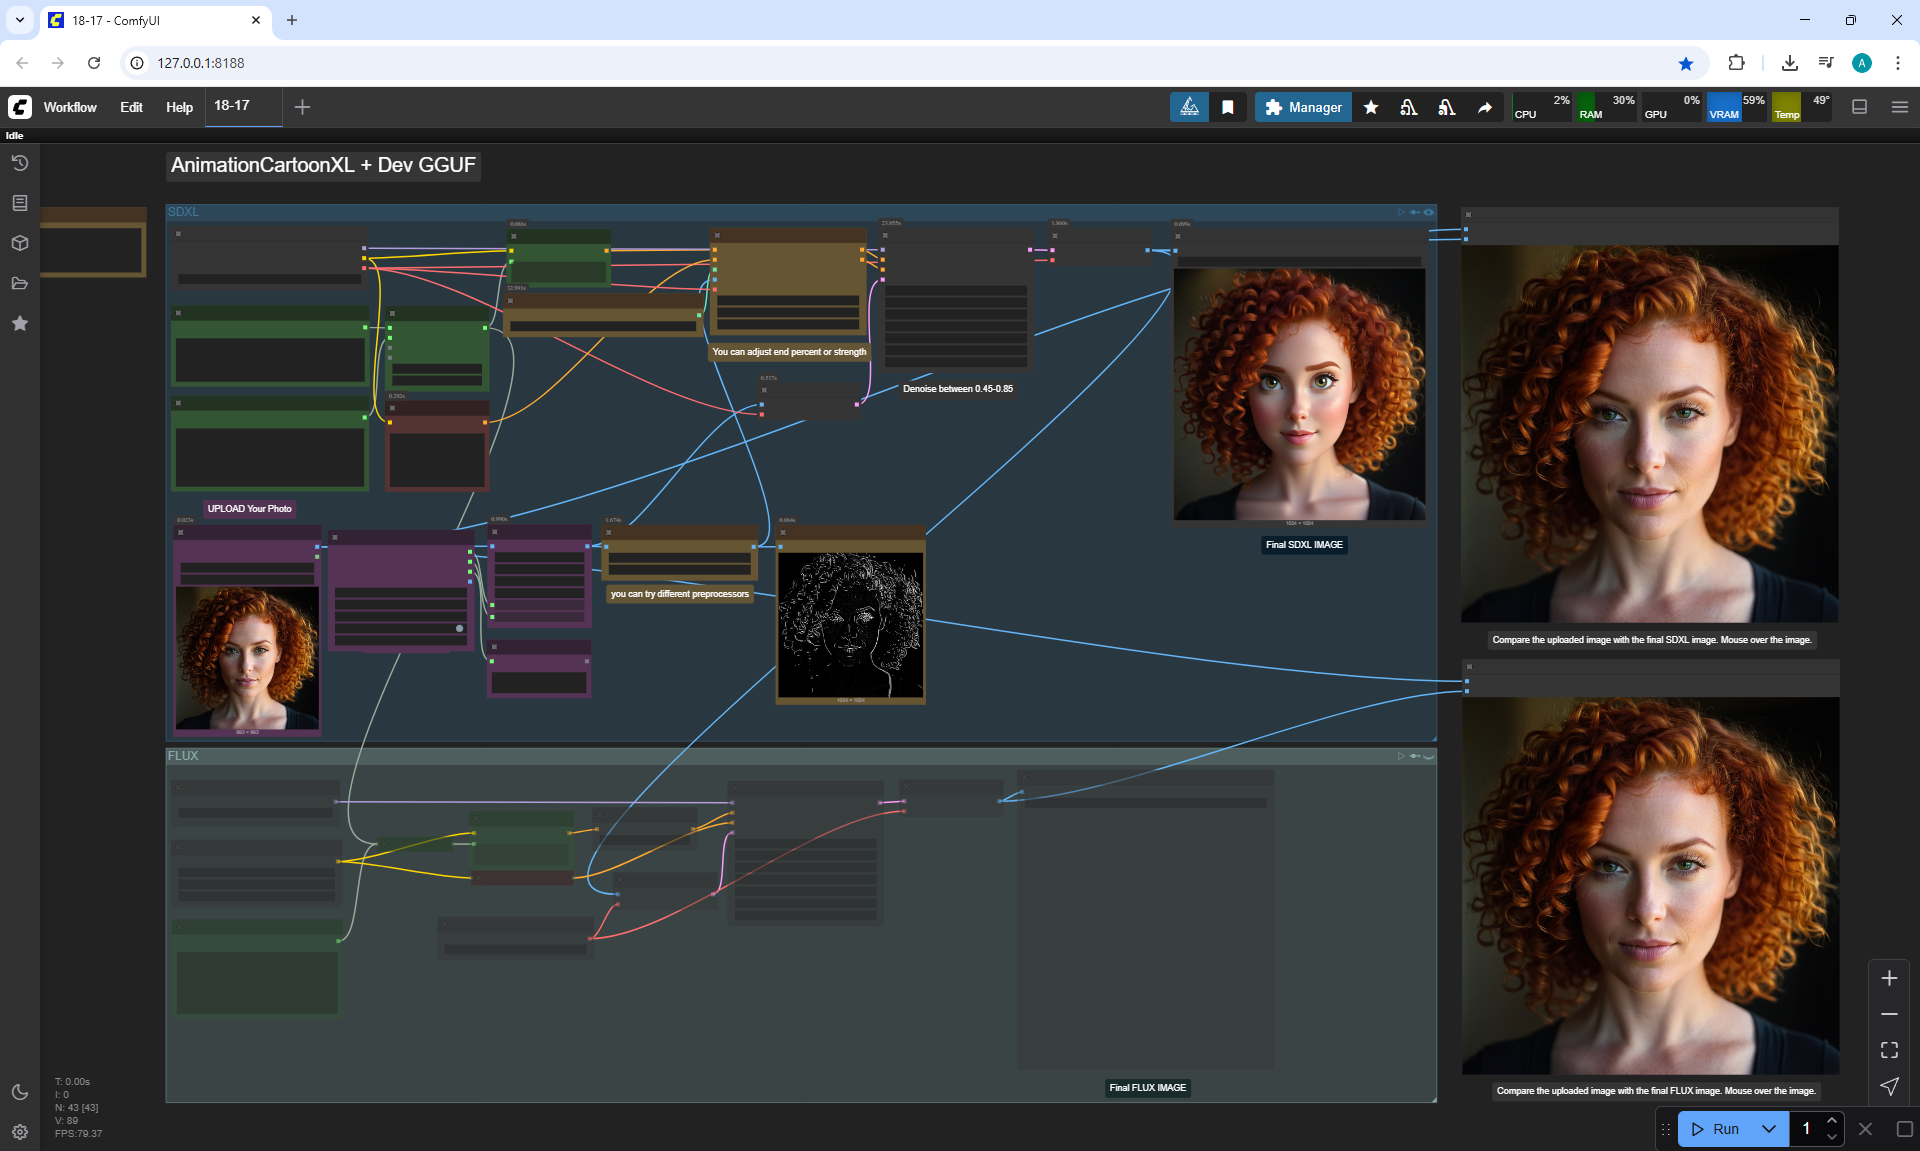 18-17 - ComfyUI
127.0.0.1:8188
A
Workflow
Edit
Help
18-17
Manager
2%
CPU
30%
RAM
0%
GPU
59%
VRAM
49°
Temp
Idle
AnimationCartoonXL + Dev GGUF
SDXL
You can adjust end percent or strength
Denoise between 0.45-0.85
UPLOAD Your Photo
you can try different preprocessors
1024 × 1024
Final SDXL IMAGE
Compare the uploaded image with the final SDXL image. Mouse over the image.
FLUX
Final FLUX IMAGE
Compare the uploaded image with the final FLUX image. Mouse over the image.
T: 0.00s
I: 0
N: 43 [43]
V: 89
FPS:79.37
Run
1